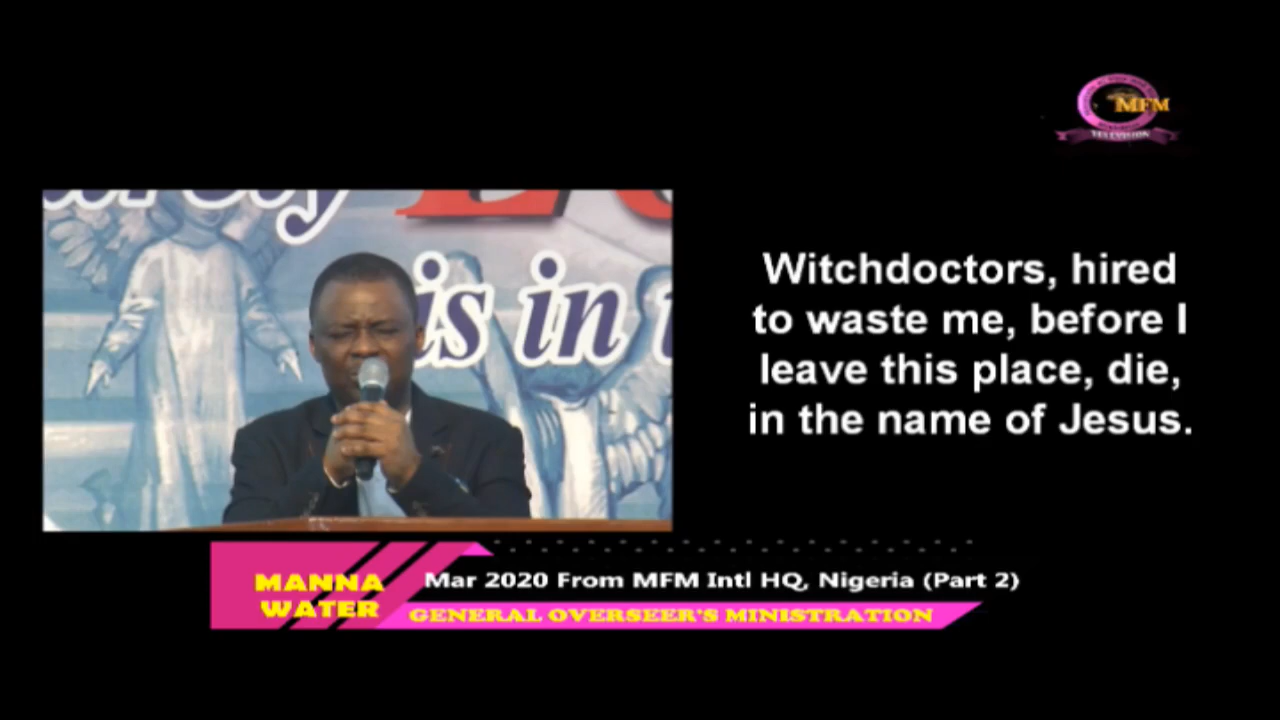 MFM
TELEVISION
is in
Witchdoctors, hired
to waste me, before I
leave this place, die,
in the name of Jesus.
MANNA
WATER
Mar 2020 From MFM Intl HQ, Nigeria (Part 2)
GENERAL OVERSEER'S MINISTRATION